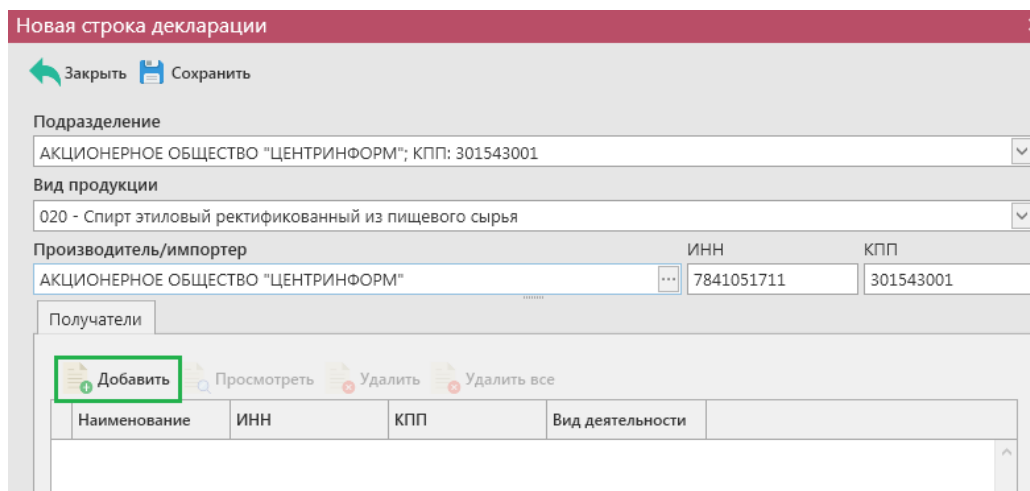 Новая строка декларации
Закрыть Сохранить
Подразделение
АКЦИОНЕРНОЕ ОБЩЕСТВО "ЦЕНТРИНФОРМ"; КПП: 301543001
Вид продукции
020 - Спирт этиловый ректификованный из пищевого сырья
Производитель/импортер ИНН КПП
АКЦИОНЕРНОЕ ОБЩЕСТВО "ЦЕНТРИНФОРМ" ... 7841051711 301543001
Получатели
Добавить Просмотреть Удалить Удалить все
Наименование ИНН КПП Вид деятельности